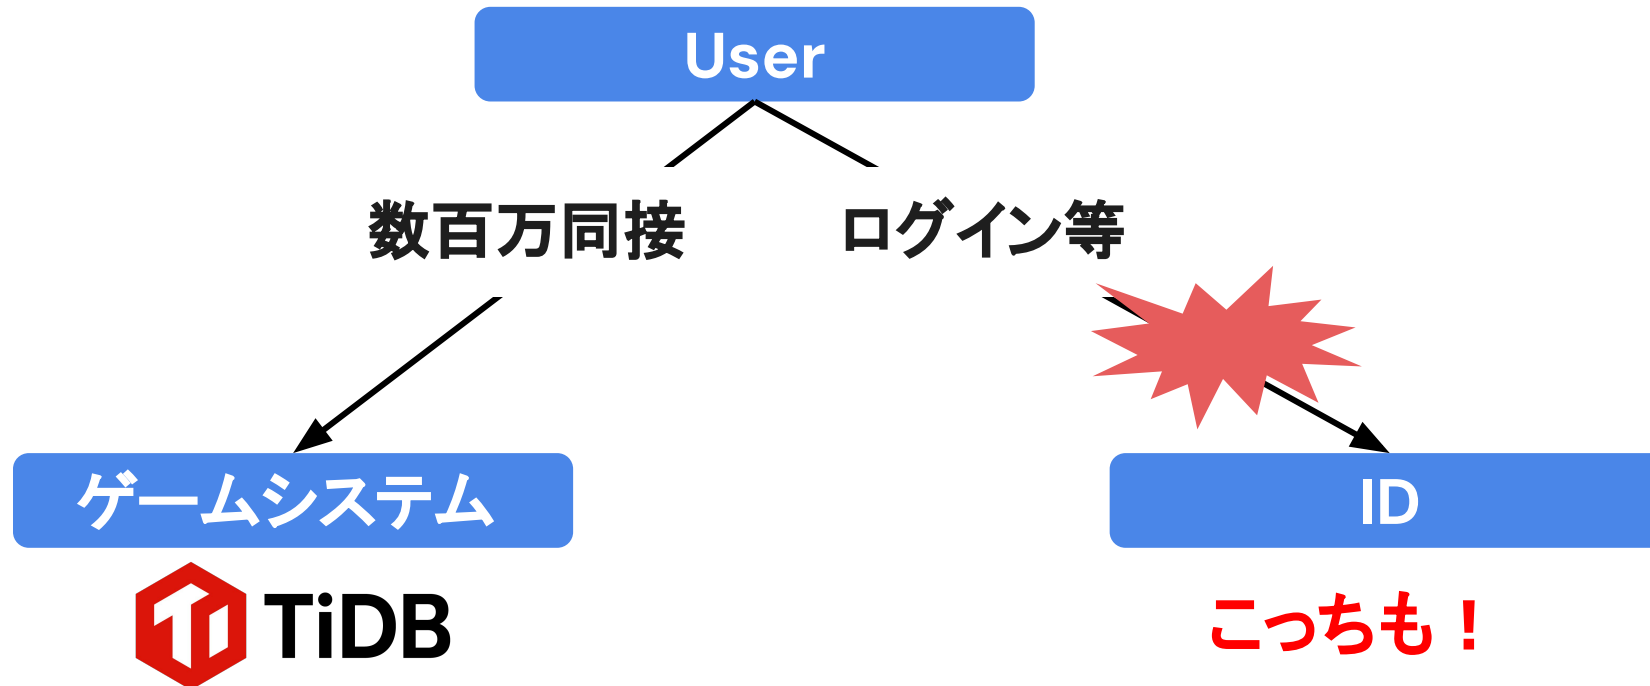 User
数百万同接
ログイン等
ゲームシステム
ID
TiDB
こっちも！